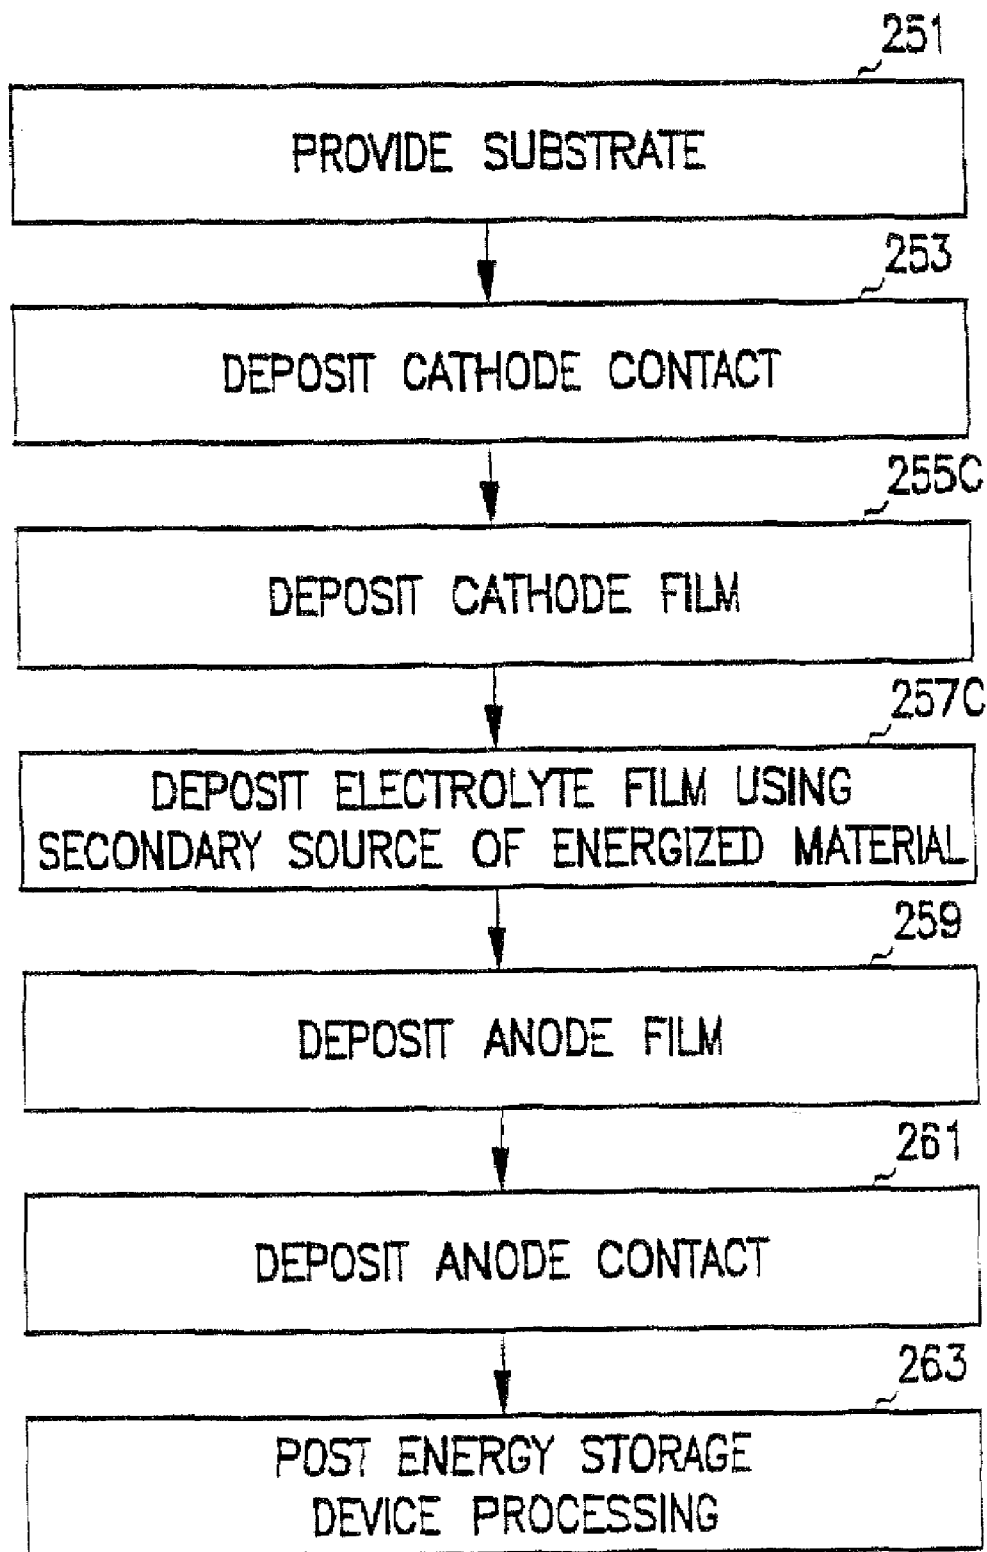 251
PROVIDE SUBSTRATE
253
DEPOSIT CATHODE CONTACT
255C
DEPOSIT CATHODE FILM
257C
DEPOSIT ELECTROLYTE FILM USING
SECONDARY SOURCE OF ENERGIZED MATERIAL
259
DEPOSIT ANODE FILM
261
DEPOSIT ANODE CONTACT
263
POST ENERGY STORAGE
DEVICE PROCESSING